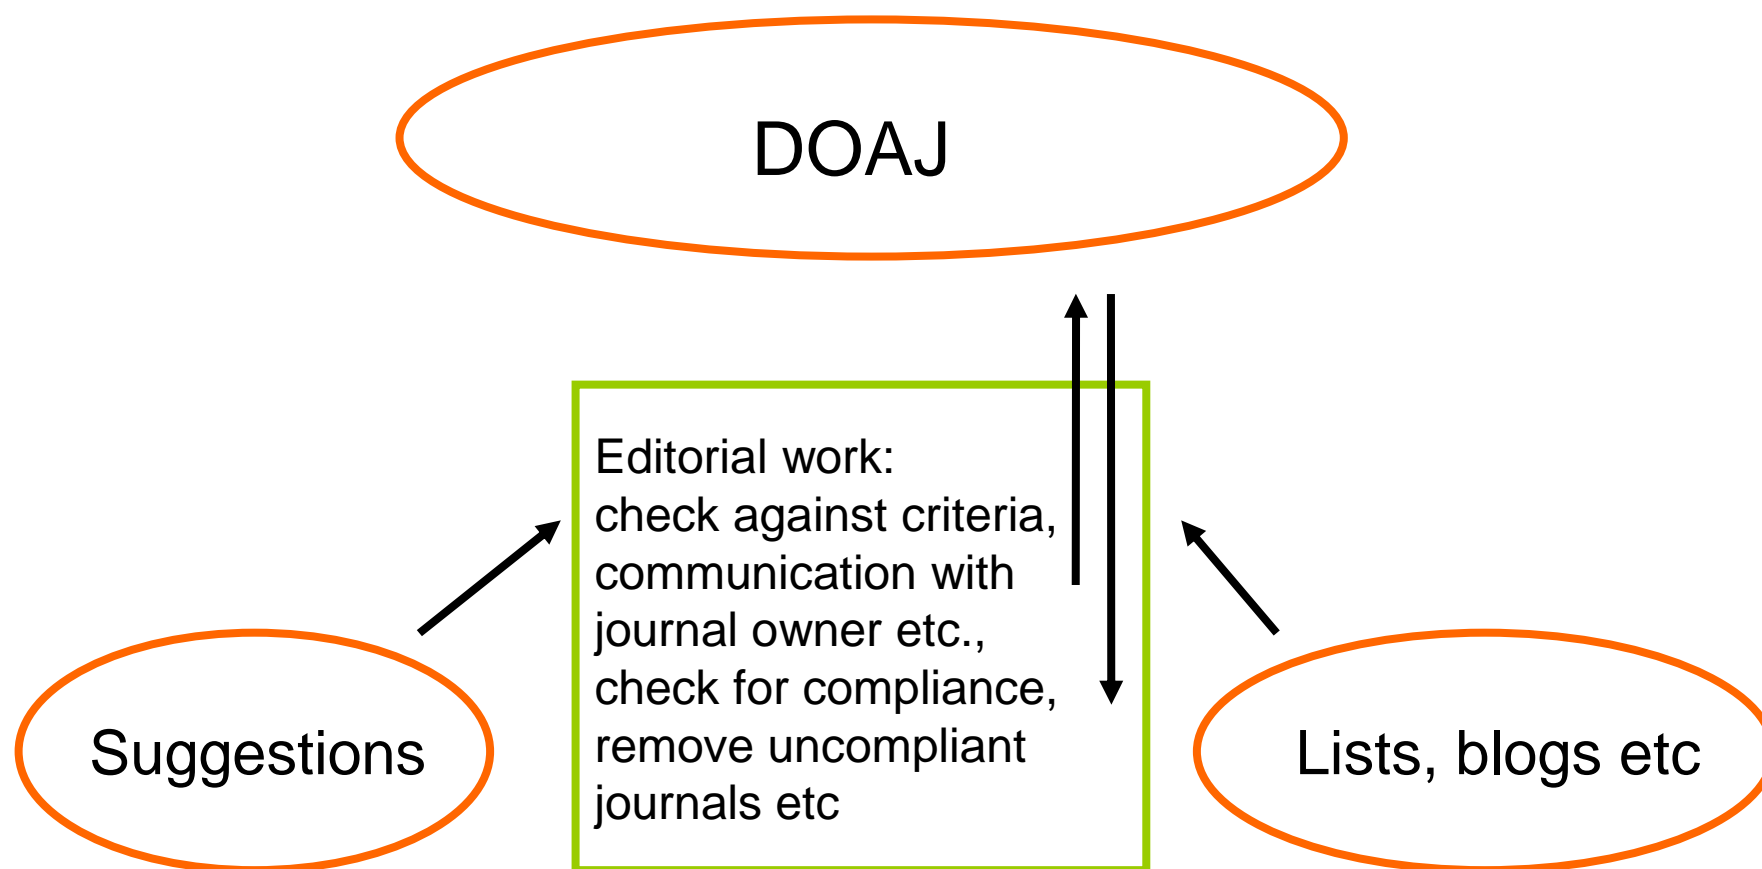 DOAJ
Editorial work:
check against criteria,
communication with
journal owner etc.,
check for compliance,
remove uncompliant
journals etc
Suggestions
Lists, blogs etc